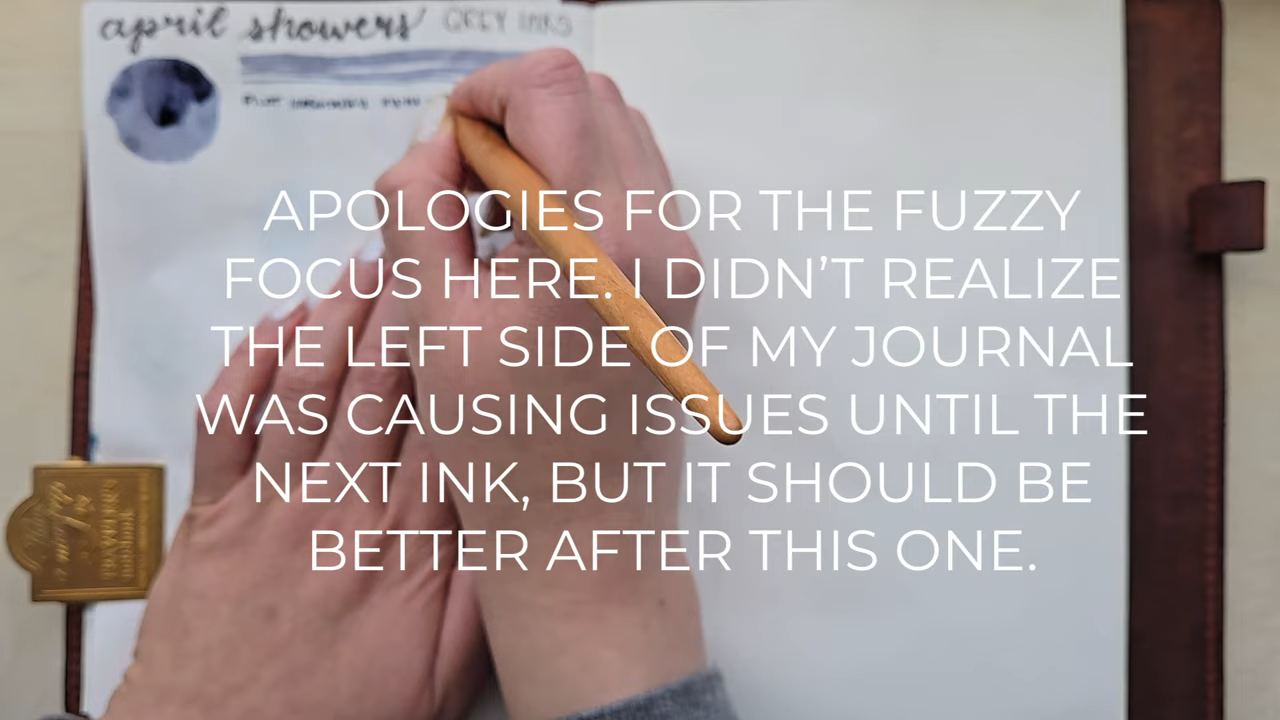 april showers GREY INKS
APOLOGIES FOR THE FUZZY
FOCUS HERE. I DIDN’T REALIZE
THE LEFT SIDE OF MY JOURNAL
WAS CAUSING ISSUES UNTIL THE
NEXT INK, BUT IT SHOULD BE
BETTER AFTER THIS ONE.